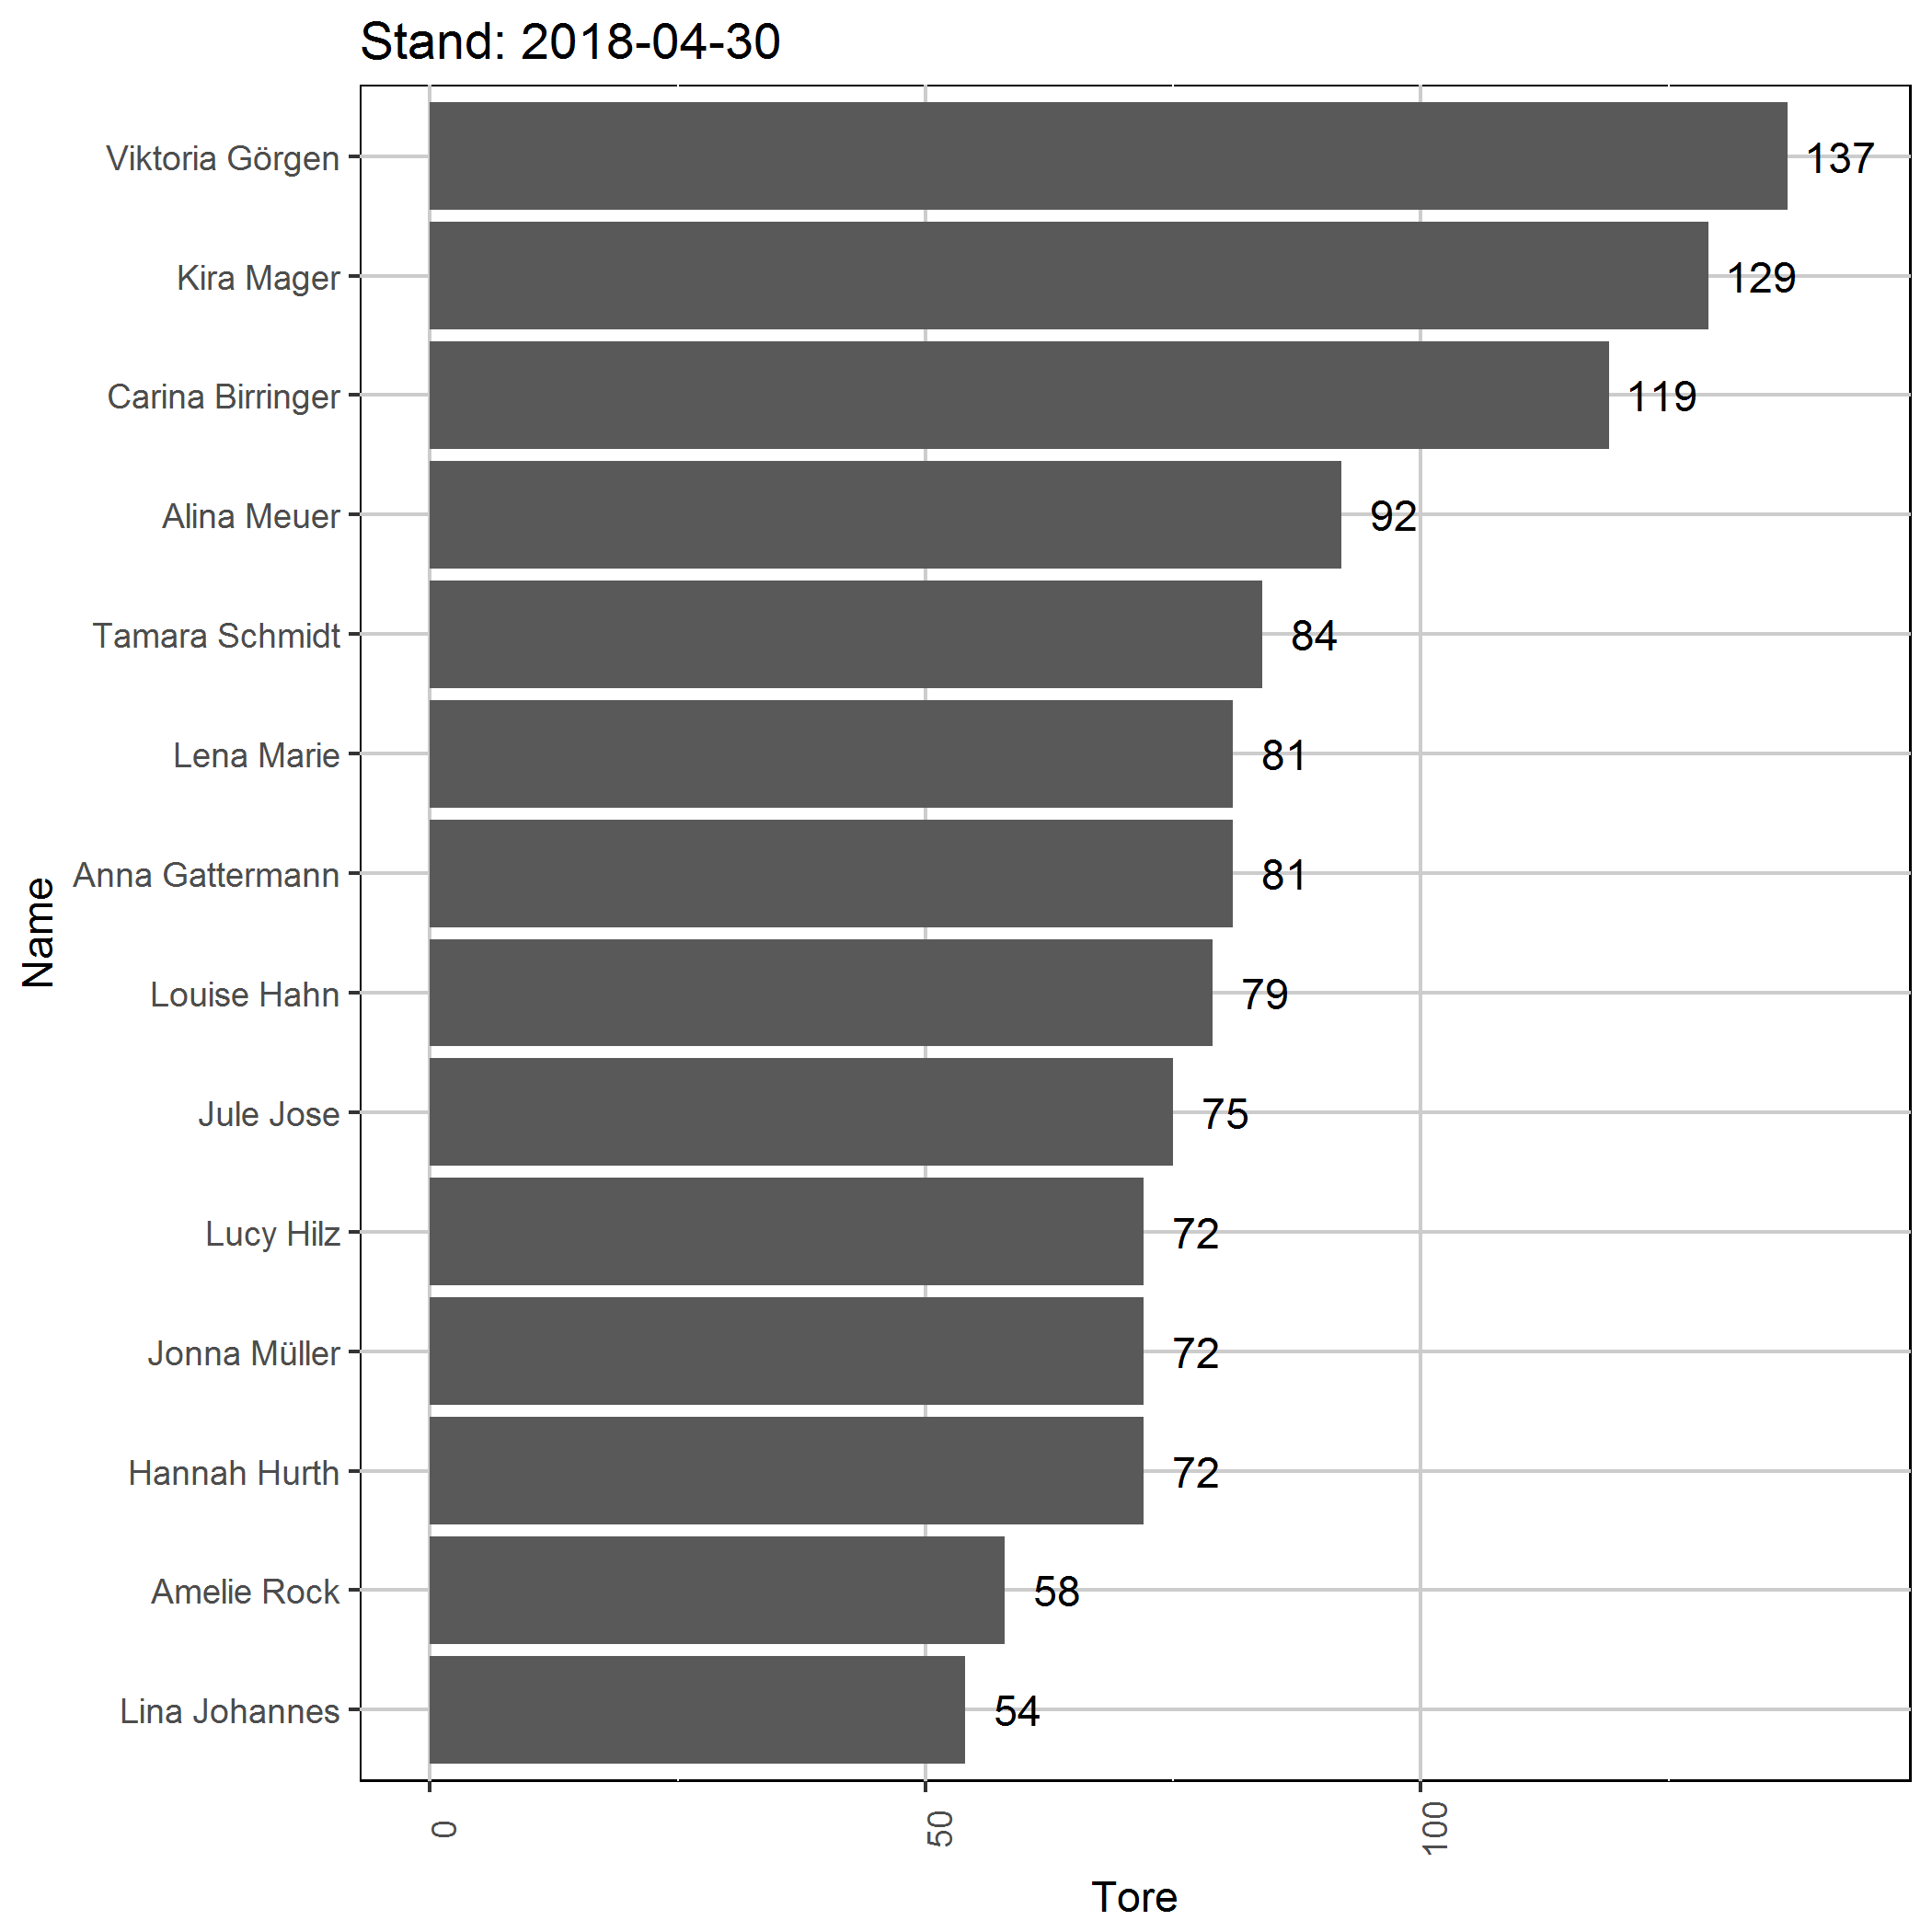 Stand: 2018-04-30
Viktoria Görgen 137
Kira Mager 129
Carina Birringer 119
Alina Meuer 92
Tamara Schmidt 84
Lena Marie 81
Anna Gattermann 81
Louise Hahn 79
Jule Jose 75
Lucy Hilz 72
Jonna Müller 72
Hannah Hurth 72
Amelie Rock 58
Lina Johannes 54
Name
0 50 100
Tore